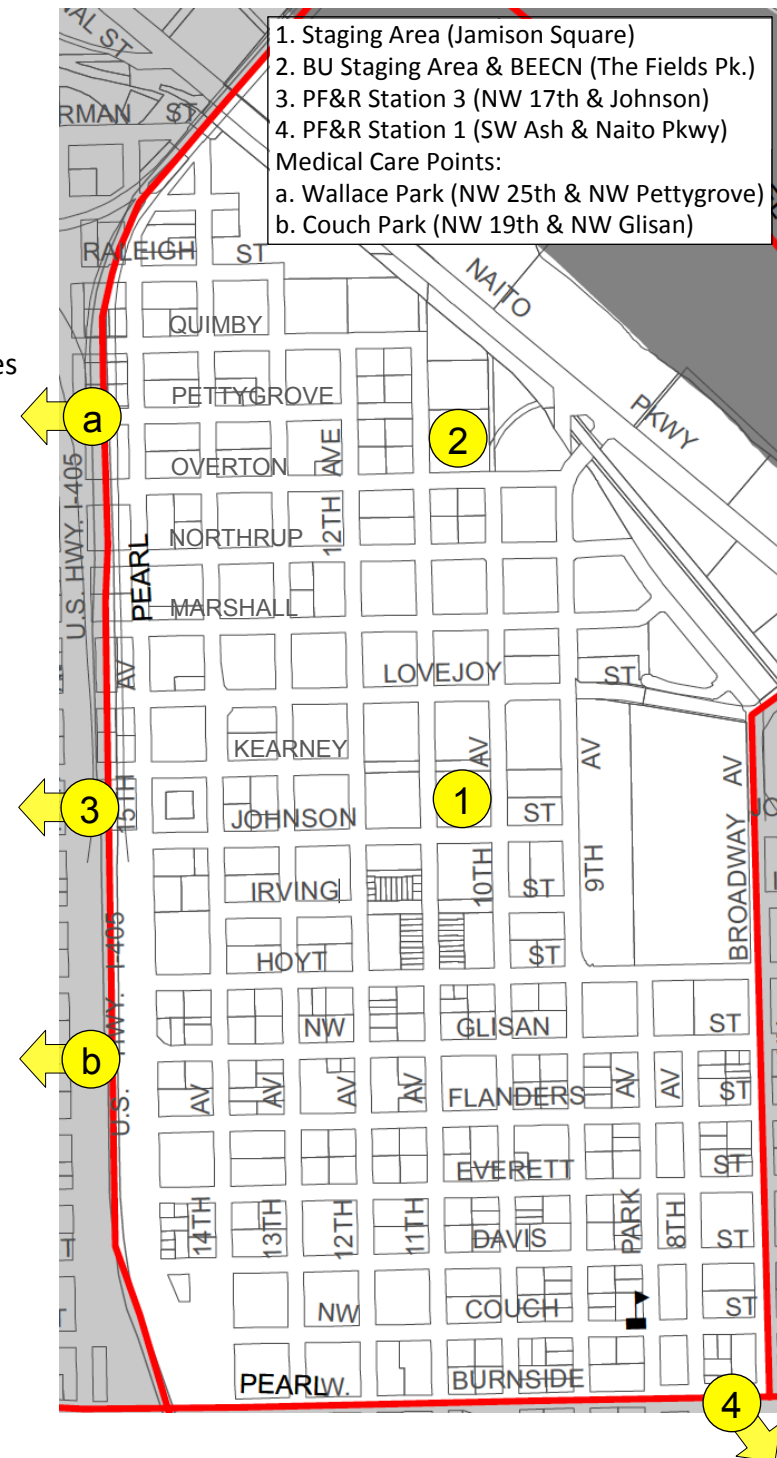 1. Staging Area (Jamison Square)
2. BU Staging Area & BEECN (The Fields Pk.)
3. PF&R Station 3 (NW 17th & Johnson)
4. PF&R Station 1 (SW Ash & Naito Pkwy)
Medical Care Points:
a. Wallace Park (NW 25th & NW Pettygrove)
b. Couch Park (NW 19th & NW Glisan)
NAL ST
RMAN ST
RALEIGH ST
NAITO
PKWY
QUIMBY
es
PETTYGROVE
a
2
OVERTON
12TH AVE
U.S. HWY. I-405
NORTHRUP
PEARL
MARSHALL
LOVEJOY ST
15TH AV
KEARNEY
10TH AV
9TH AV
BROADWAY AV
3
1
JOHNSON ST
JO
IRVING ST
HOYT ST
U.S. HWY. I-405
NW GLISAN ST
b
AV
AV
AV
AV
FLANDERS
AV
AV
ST
EVERETT ST
14TH
13TH
12TH
11TH
DAVIS
PARK
8TH
ST
T
NW COUCH ST
T
PEARL
W. BURNSIDE
4